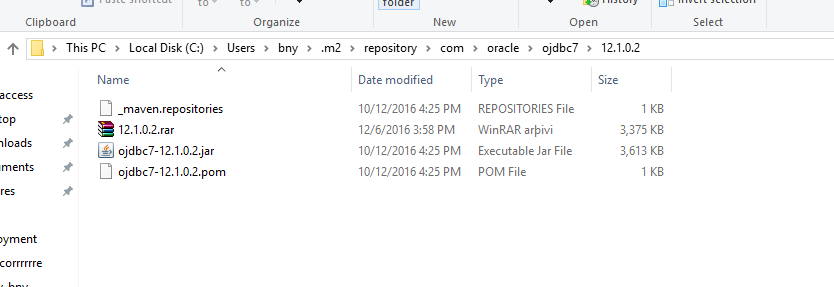 Paste shortcut
to to
folder
History
Invert selection
Clipboard Organize New Open Select
This PC Local Disk (C:) Users bny .m2 repository com oracle ojdbc7 12.1.0.2
Name Date modified Type Size
access
_maven.repositories 10/12/2016 4:25 PM REPOSITORIES File 1 KB
top
12.1.0.2.rar 12/6/2016 3:58 PM WinRAR arþivi 3,375 KB
nloads
ojdbc7-12.1.0.2.jar 10/12/2016 4:25 PM Executable Jar File 3,613 KB
uments
ojdbc7-12.1.0.2.pom 10/12/2016 4:25 PM POM File 1 KB
res
oyment
corrrrrre
bny